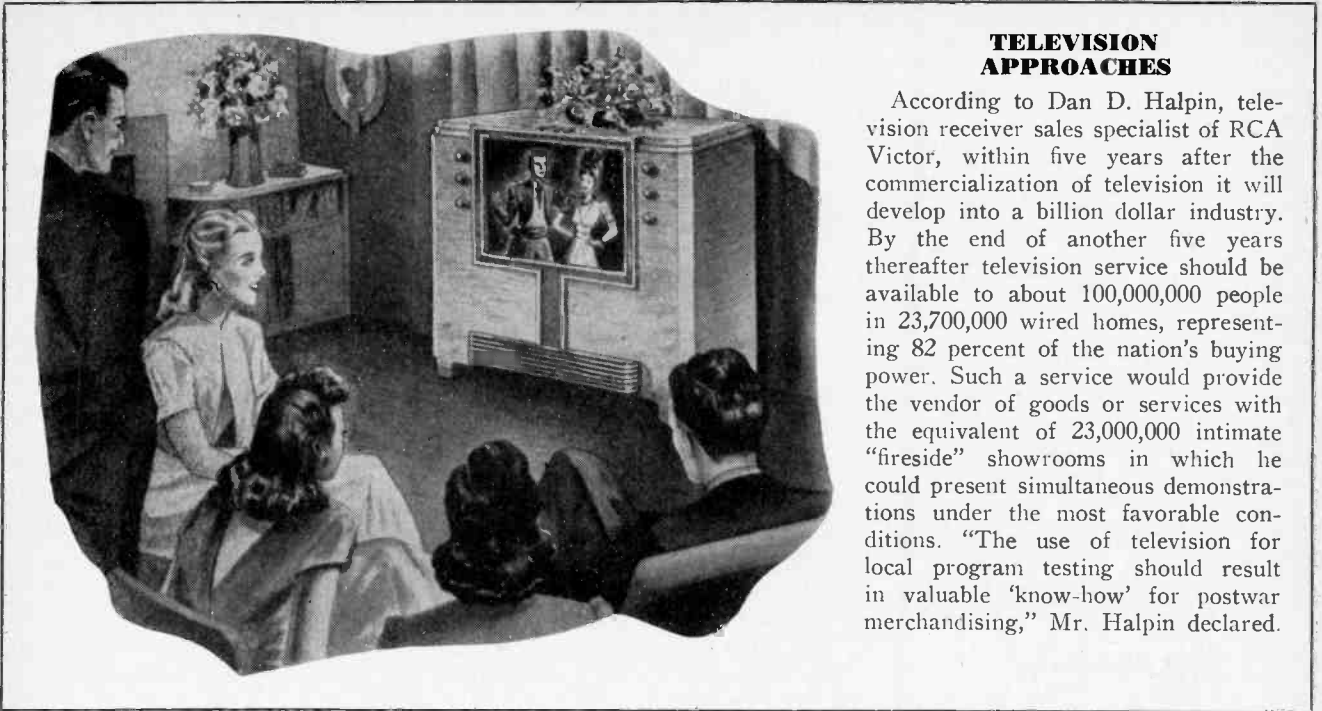 TELEVISION
APPROACHES
According to Dan D. Halpin, tele-
vision receiver sales specialist of RCA
Victor, within five years after the
commercialization of television it will
develop into a billion dollar industry.
By the end of another five years
thereafter television service should be
available to about 100,000,000 people
in 23,700,000 wired homes, represent-
ing 82 percent of the nation's buying
power. Such a service would provide
the vendor of goods or services with
the equivalent of 23,000,000 intimate
“fireside” showrooms in which he
could present simultaneous demonstra-
tions under the most favorable con-
ditions. “The use of television for
local program testing should result
in valuable ‘know-how’ for postwar
merchandising,” Mr. Halpin declared.